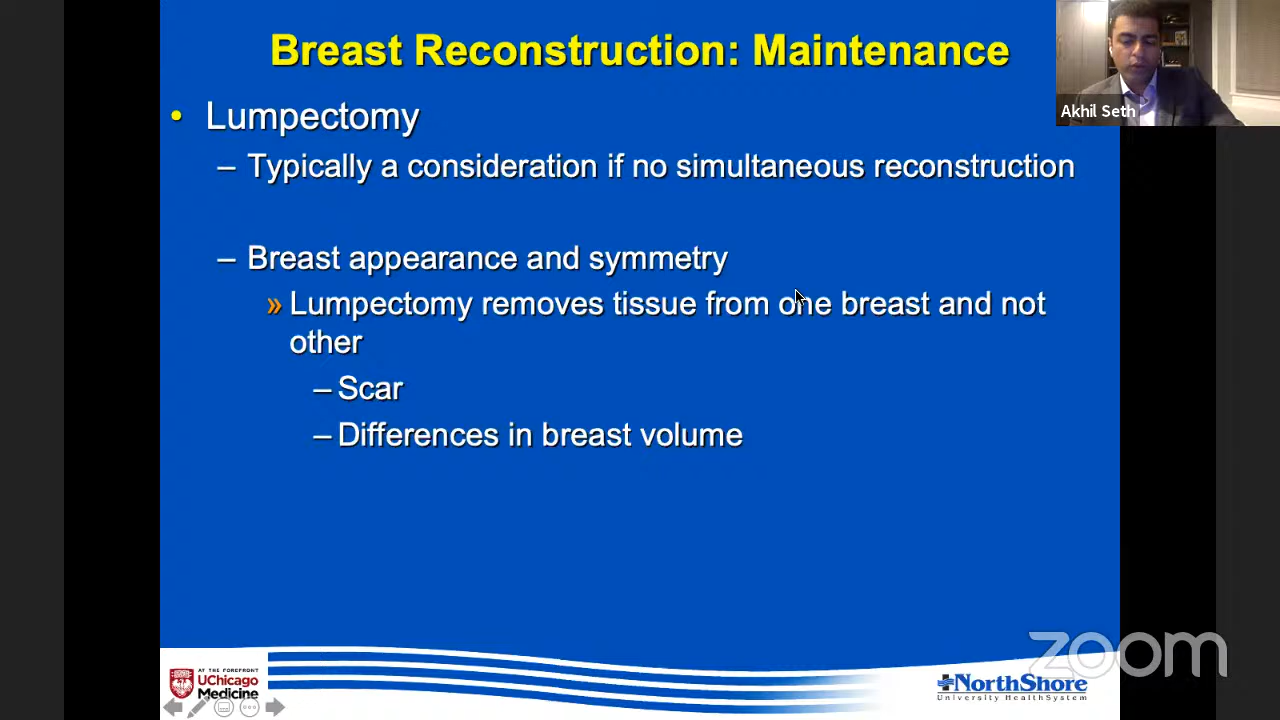 Breast Reconstruction: Maintenance
Akhil Seth
• Lumpectomy
– Typically a consideration if no simultaneous reconstruction
– Breast appearance and symmetry
» Lumpectomy removes tissue from one breast and not
other
– Scar
– Differences in breast volume
zoom
AT THE FOREFRONT
UChicago
Medicine
NorthShore
University HealthSystem